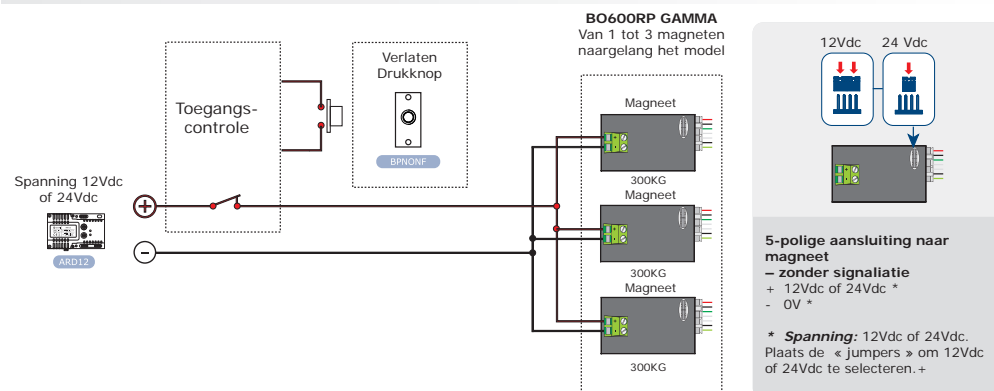 BO600RP GAMMA
Van 1 tot 3 magneten
naargelang het model
Verlaten
Drukknop
BPNONF
Toegangs-
controle
Spanning 12Vdc
of 24Vdc
+
-
ARD12
Magneet
300KG
Magneet
300KG
Magneet
300KG
12Vdc
24 Vdc
5-polige aansluiting naar
magneet
– zonder signaliatie
+ 12Vdc of 24Vdc *
- 0V *
* Spanning: 12Vdc of 24Vdc.
Plaats de « jumpers » om 12Vdc
of 24Vdc te selecteren.+